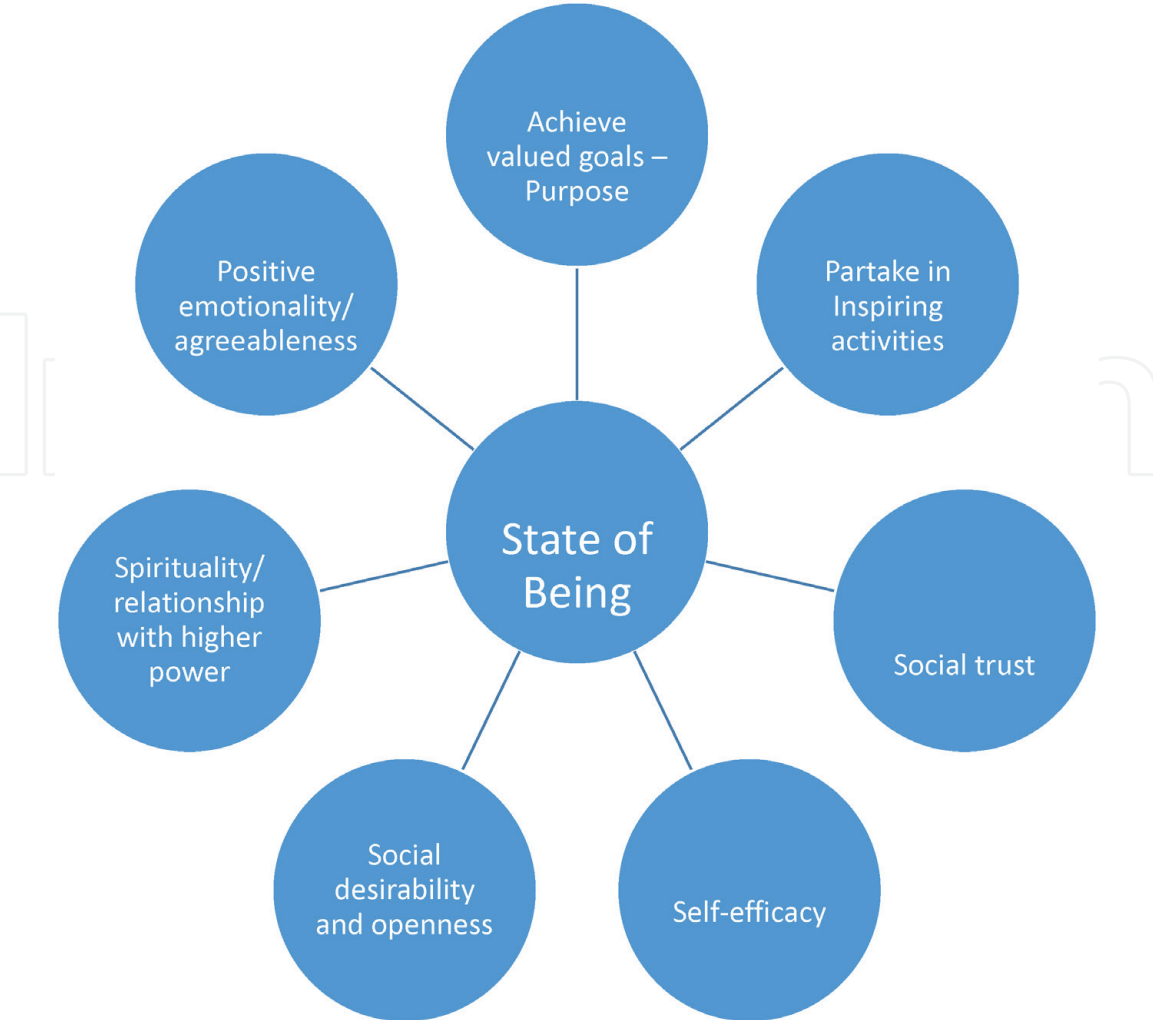 Achieve
valued goals –
Purpose
Partake in
Inspiring
activities
Social trust
Self-efficacy
Social
desirability
and openness
Spirituality/
relationship
with higher
power
Positive
emotionality/
agreeableness
State of
Being